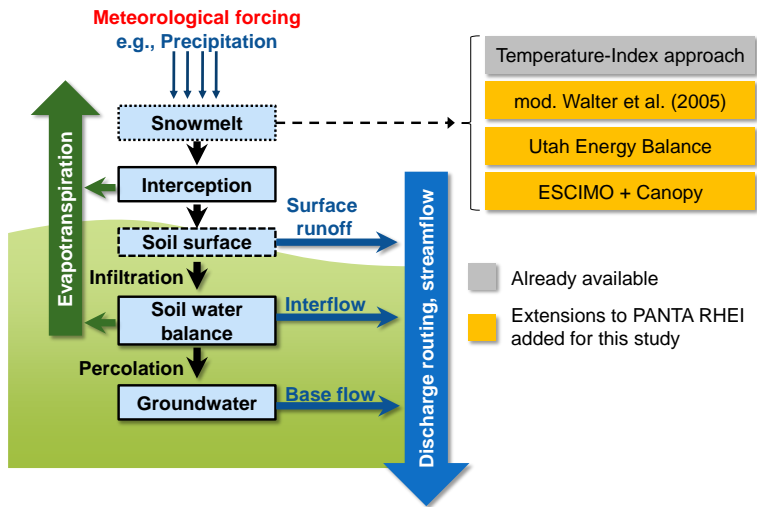 Meteorological forcing
e.g., Precipitation
Snowmelt
Interception
Soil surface
Infiltration
Soil water
balance
Percolation
Groundwater
Evapotranspiration
Surface
runoff
Interflow
Base flow
Discharge routing, streamflow
Temperature-Index approach
mod. Walter et al. (2005)
Utah Energy Balance
ESCIMO + Canopy
Already available
Extensions to PANTA RHEI
added for this study